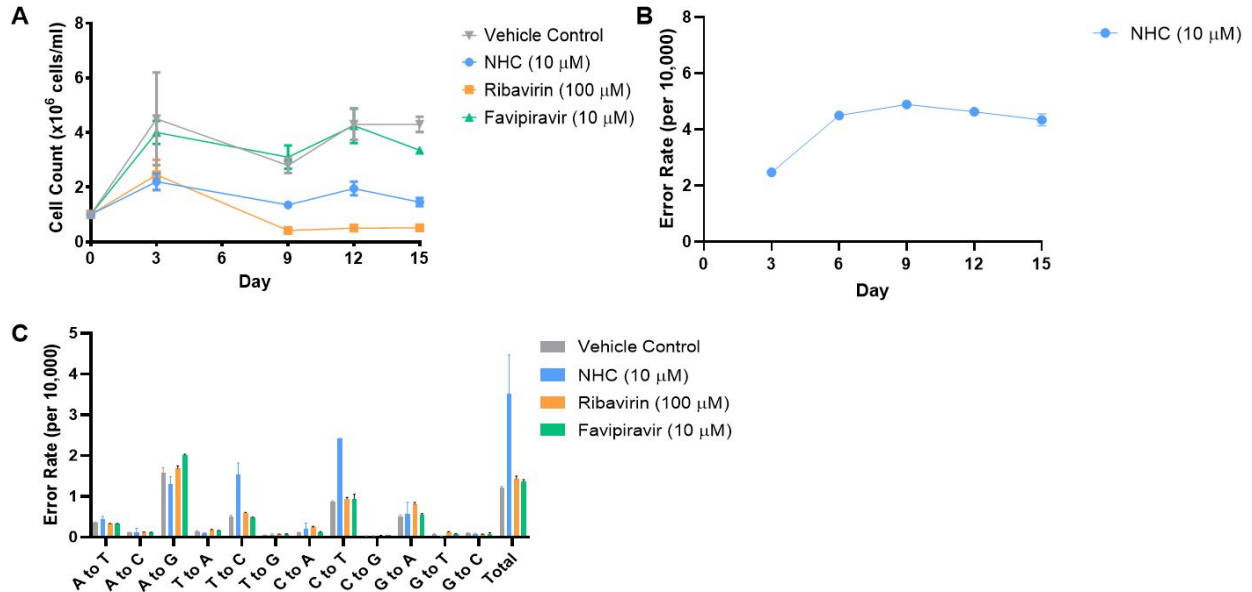 A
Cell Count (x10⁶ cells/ml)
8
6
4
2
0
0 3 6 9 12 15
Day
Vehicle Control
NHC (10 μM)
Ribavirin (100 μM)
Favipiravir (10 μM)
B
Error Rate (per 10,000)
8
6
4
2
0
0 3 6 9 12 15
Day
NHC (10 μM)
C
Error Rate (per 10,000)
5
4
3
2
1
0
A to T
A to C
A to G
T to A
T to C
T to G
C to A
C to T
C to G
G to A
G to T
G to C
Total
Vehicle Control
NHC (10 μM)
Ribavirin (100 μM)
Favipiravir (10 μM)